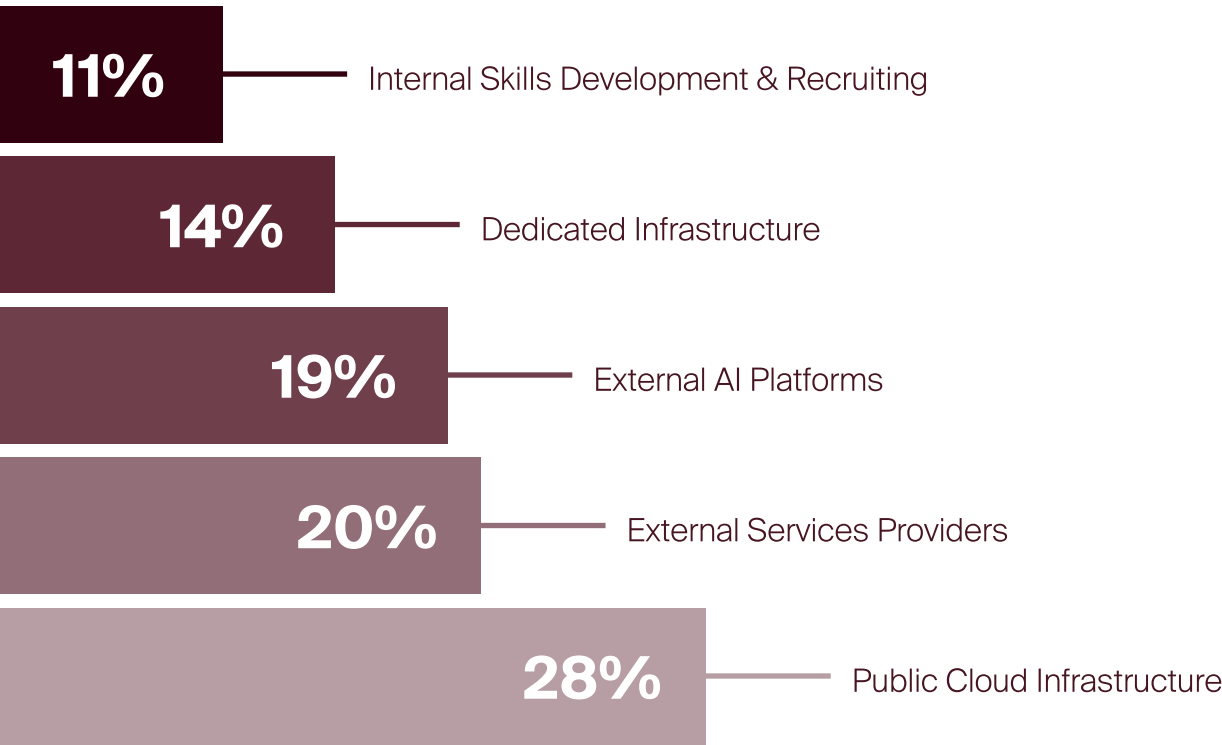 11%
Internal Skills Development & Recruiting
14%
Dedicated Infrastructure
19%
External AI Platforms
20%
External Services Providers
28%
Public Cloud Infrastructure